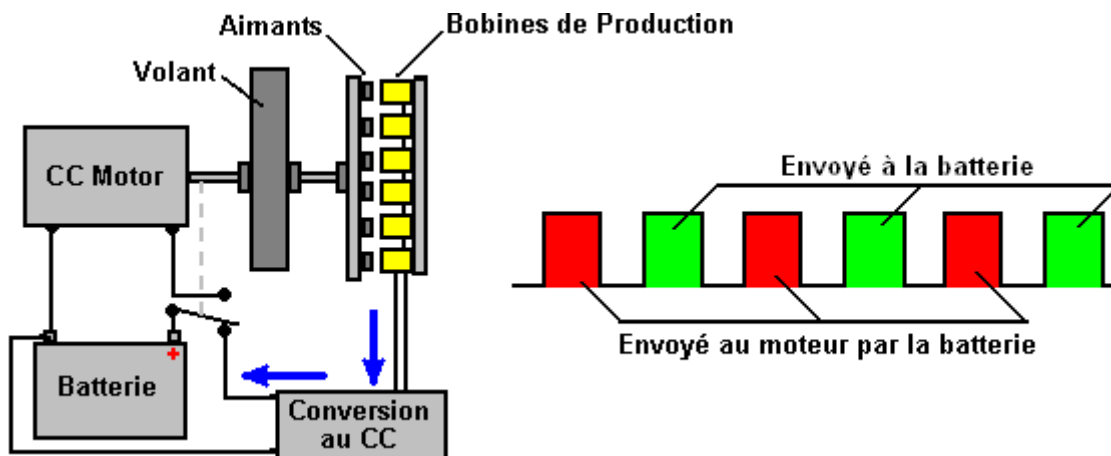 Aimants
Bobines de Production
Volant
CC Motor
Envoyé à la batterie
Envoyé au moteur par la batterie
+
Batterie
Conversion
au CC